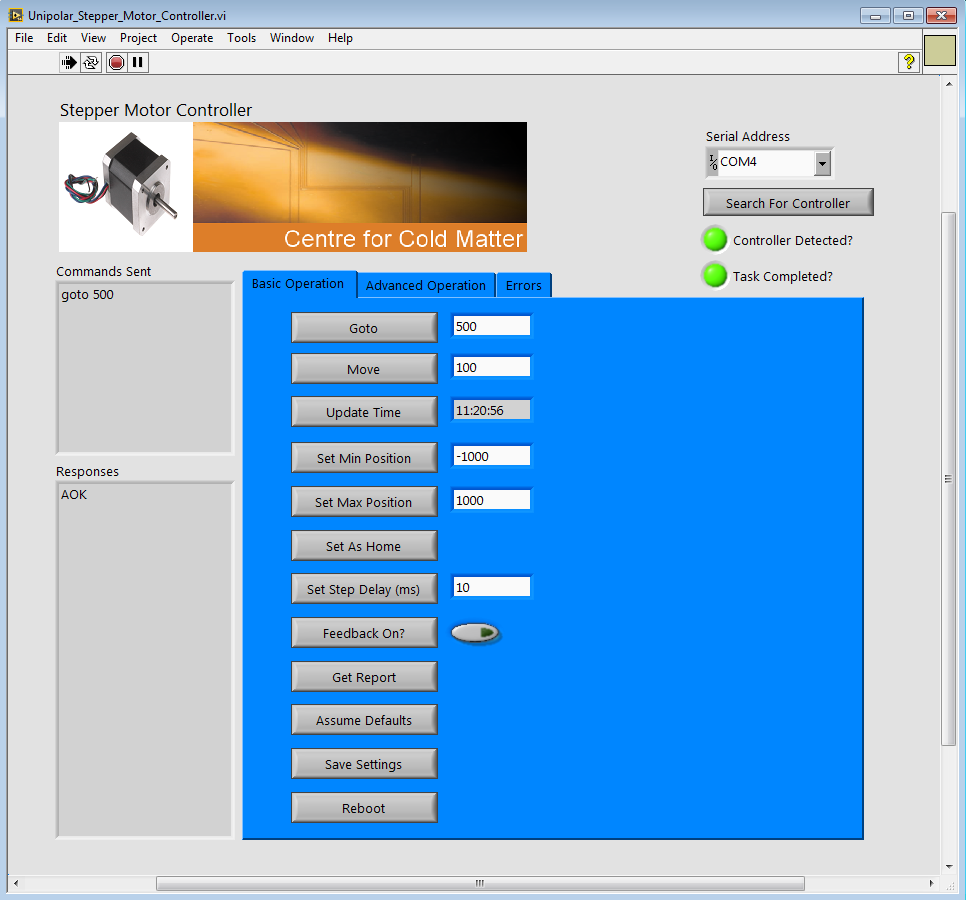 Unipolar_Stepper_Motor_Controller.vi
File Edit View Project Operate Tools Window Help
?
Stepper Motor Controller
Centre for Cold Matter
Serial Address
I/O COM4
Search For Controller
Controller Detected?
Task Completed?
Commands Sent
goto 500
Responses
AOK
Basic Operation Advanced Operation Errors
Goto 500
Move 100
Update Time 11:20:56
Set Min Position -1000
Set Max Position 1000
Set As Home
Set Step Delay (ms) 10
Feedback On?
Get Report
Assume Defaults
Save Settings
Reboot